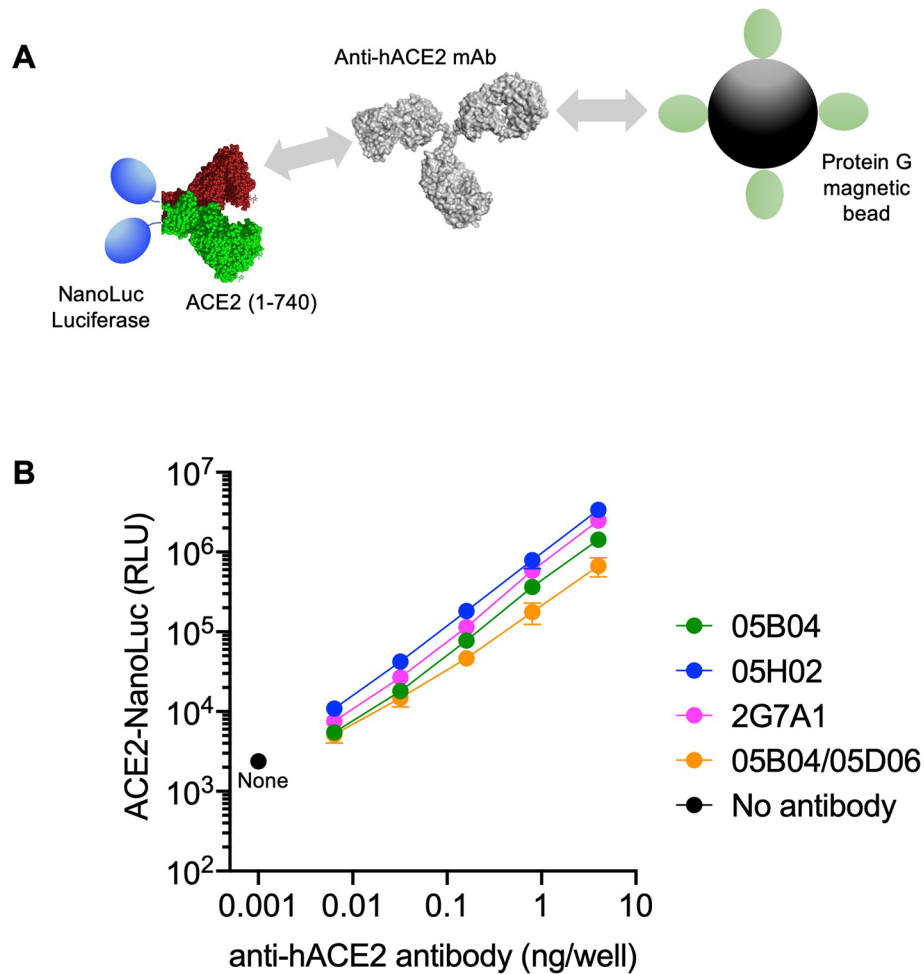 A
Anti-hACE2 mAb
Protein G
magnetic
bead
NanoLuc
Luciferase
ACE2 (1-740)
B
ACE2-NanoLuc (RLU)
10⁷
10⁶
10⁵
10⁴
10³
10²
None
0.001
0.01
0.1
1
10
anti-hACE2 antibody (ng/well)
05B04
05H02
2G7A1
05B04/05D06
No antibody